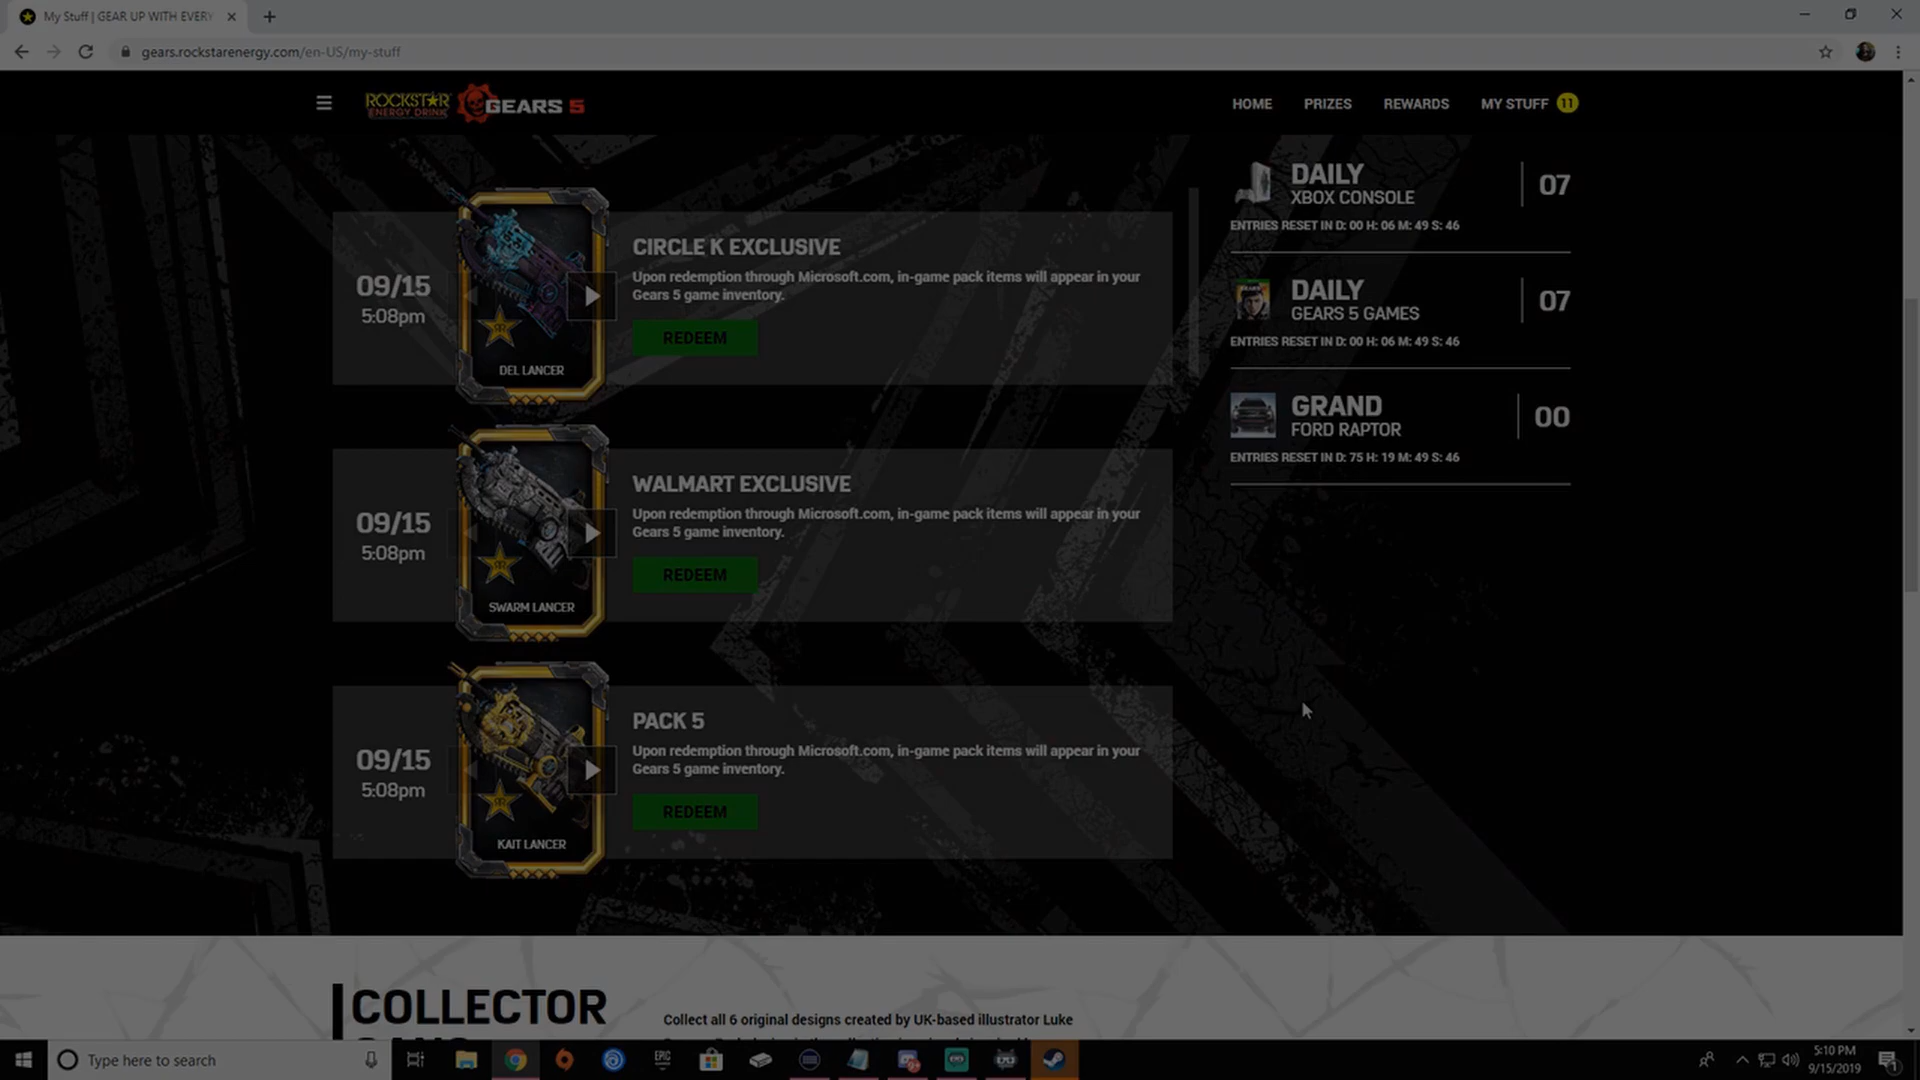 My Stuff | GEAR UP WITH EVERY
gears.rockstarenergy.com/en-US/my-stuff
ROCKSTAR
ENERGY DRINK
GEARS 5
HOME
PRIZES
REWARDS
MY STUFF
11
09/15
5:08pm
DEL LANCER
CIRCLE K EXCLUSIVE
Upon redemption through Microsoft.com, in-game pack items will appear in your
Gears 5 game inventory.
REDEEM
09/15
5:08pm
SWARM LANCER
WALMART EXCLUSIVE
Upon redemption through Microsoft.com, in-game pack items will appear in your
Gears 5 game inventory.
REDEEM
09/15
5:08pm
KAIT LANCER
PACK 5
Upon redemption through Microsoft.com, in-game pack items will appear in your
Gears 5 game inventory.
REDEEM
DAILY
XBOX CONSOLE
07
ENTRIES RESET IN D: 00 H: 06 M: 49 S: 46
DAILY
GEARS 5 GAMES
07
ENTRIES RESET IN D: 00 H: 06 M: 49 S: 46
GRAND
FORD RAPTOR
00
ENTRIES RESET IN D: 75 H: 19 M: 49 S: 46
COLLECTOR
Collect all 6 original designs created by UK-based illustrator Luke
Type here to search
EPIC
5:10 PM
9/15/2019